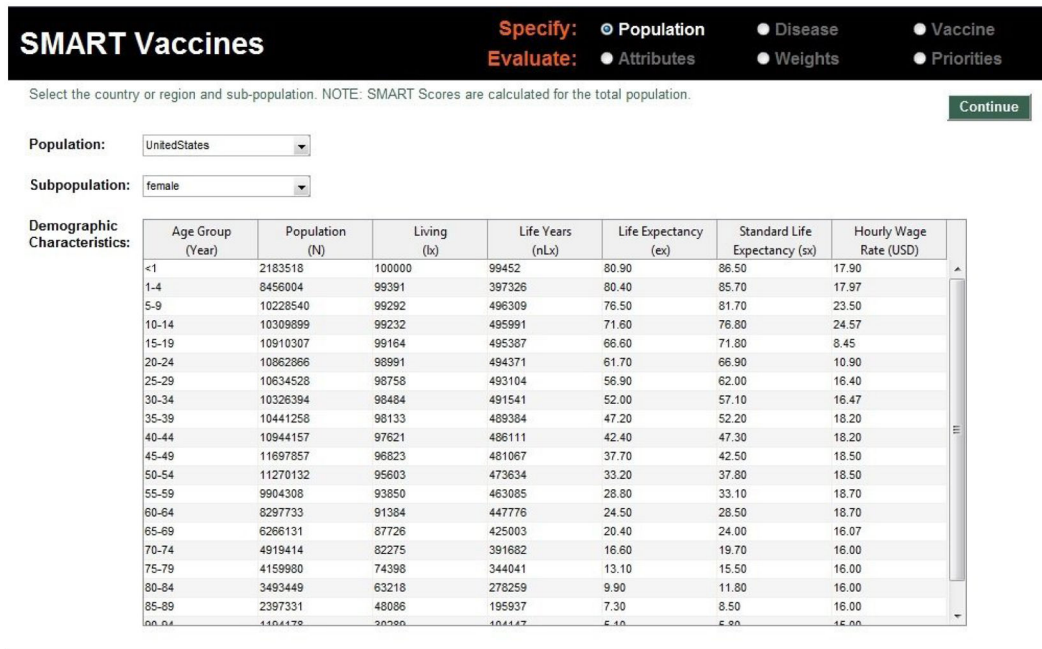 SMART Vaccines
Specify: Population Disease Vaccine
Evaluate: Attributes Weights Priorities
Select the country or region and sub-population. NOTE: SMART Scores are calculated for the total population.
Continue
Population: UnitedStates
Subpopulation: female
Demographic Characteristics:
Age Group (Year) Population (N) Living (lx) Life Years (nLx) Life Expectancy (ex) Standard Life Expectancy (sx) Hourly Wage Rate (USD)
<1 2183518 100000 99452 80.90 86.50 17.90
1-4 8456004 99391 397326 80.40 85.70 17.97
5-9 10228540 99292 496309 76.50 81.70 23.50
10-14 10309899 99232 495991 71.60 76.80 24.57
15-19 10910307 99164 495387 66.60 71.80 8.45
20-24 10862866 98991 494371 61.70 66.90 10.90
25-29 10634528 98758 493104 56.90 62.00 16.40
30-34 10326394 98484 491541 52.00 57.10 16.47
35-39 10441258 98133 489384 47.20 52.20 18.20
40-44 10944157 97621 486111 42.40 47.30 18.20
45-49 11697857 96823 481067 37.70 42.50 18.50
50-54 11270132 95603 473634 33.20 37.80 18.50
55-59 9904308 93850 463085 28.80 33.10 18.70
60-64 8297733 91384 447776 24.50 28.50 18.70
65-69 6266131 87726 425003 20.40 24.00 16.07
70-74 4919414 82275 391682 16.60 19.70 16.00
75-79 4159980 74398 344041 13.10 15.50 16.00
80-84 3493449 63218 278259 9.90 11.80 16.00
85-89 2397331 48086 195937 7.30 8.50 16.00